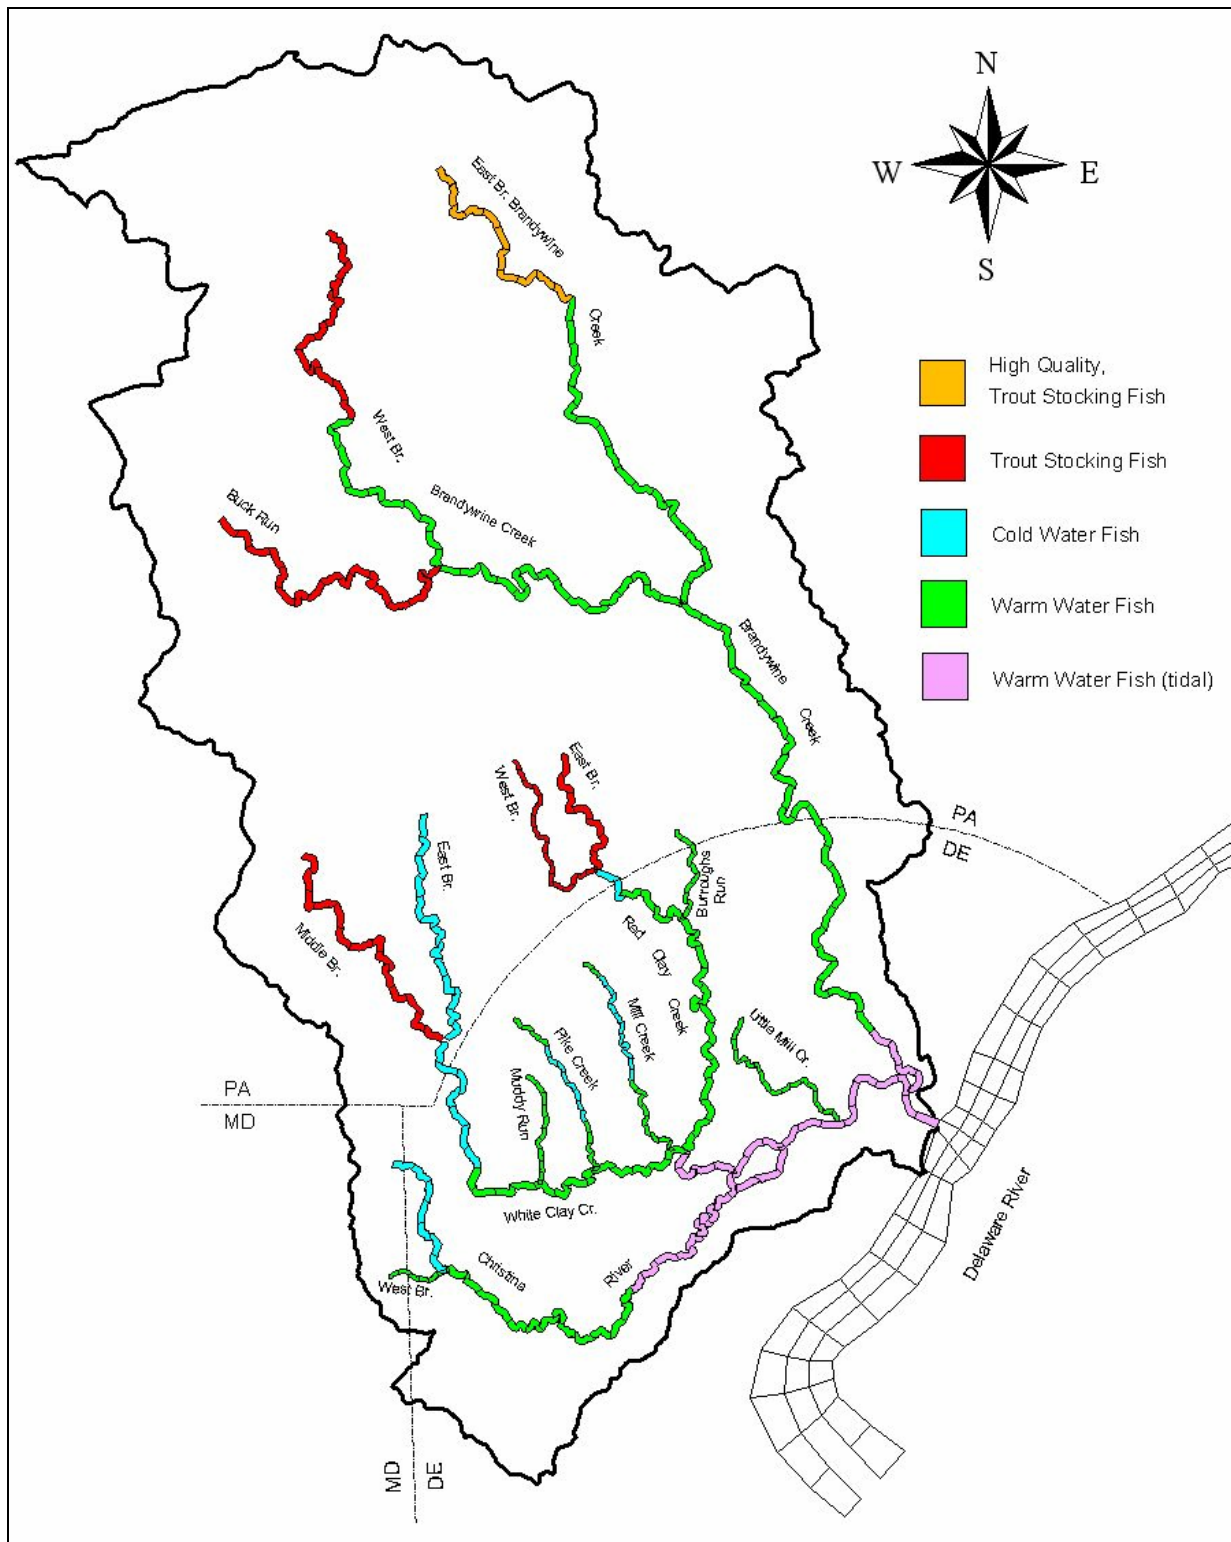 N
W
E
S
East Br. Brandywine
Creek
High Quality,
Trout Stocking Fish
Trout Stocking Fish
Cold Water Fish
Warm Water Fish
Warm Water Fish (tidal)
West Br.
Brandywine Creek
Buck Run
Brandywine
Creek
East Br.
West Br.
PA
DE
East Br.
Middle Br.
Burroughs
Run
Red
Clay
Creek
Mill Creek
Pike Creek
Muddy Run
Little Mill Cr.
PA
MD
White Clay Cr.
Christina
River
West Br.
Delaware River
MD
DE